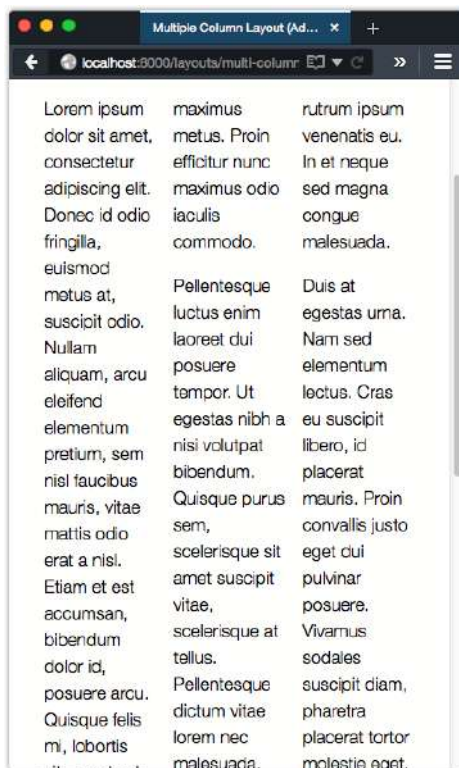 Multiple Column Layout (Ad...
localhost:8000/layouts/multi-column
Lorem ipsum
dolor sit amet,
consectetur
adipiscing elit.
Donec id odio
fringilla,
euismod
metus at,
suscipit odio.
Nullam
aliquam, arcu
eleifend
elementum
pretium, sem
nisl faucibus
mauris, vitae
mattis odio
erat a nisl.
Etiam et est
accumsan,
bibendum
dolor id,
posuere arcu.
Quisque felis
mi, lobortis
maximus
metus. Proin
efficitur nunc
maximus odio
iaculis
commodo.
Pellentesque
luctus enim
laoreet dui
posuere
tempor. Ut
egestas nibh a
nisi volutpat
bibendum.
Quisque purus
sem,
scelerisque sit
amet suscipit
vitae,
scelerisque at
tellus.
Pellentesque
dictum vitae
lorem nec
malesuada.
rutrum ipsum
venenatis eu.
In et neque
sed magna
congue
malesuada.
Duis at
egestas urna.
Nam sed
elementum
lectus. Cras
eu suscipit
libero, id
placerat
mauris. Proin
convallis justo
eget dui
pulvinar
posuere.
Vivamus
sodales
suscipit diam,
pharetra
placerat tortor
molestie eget.